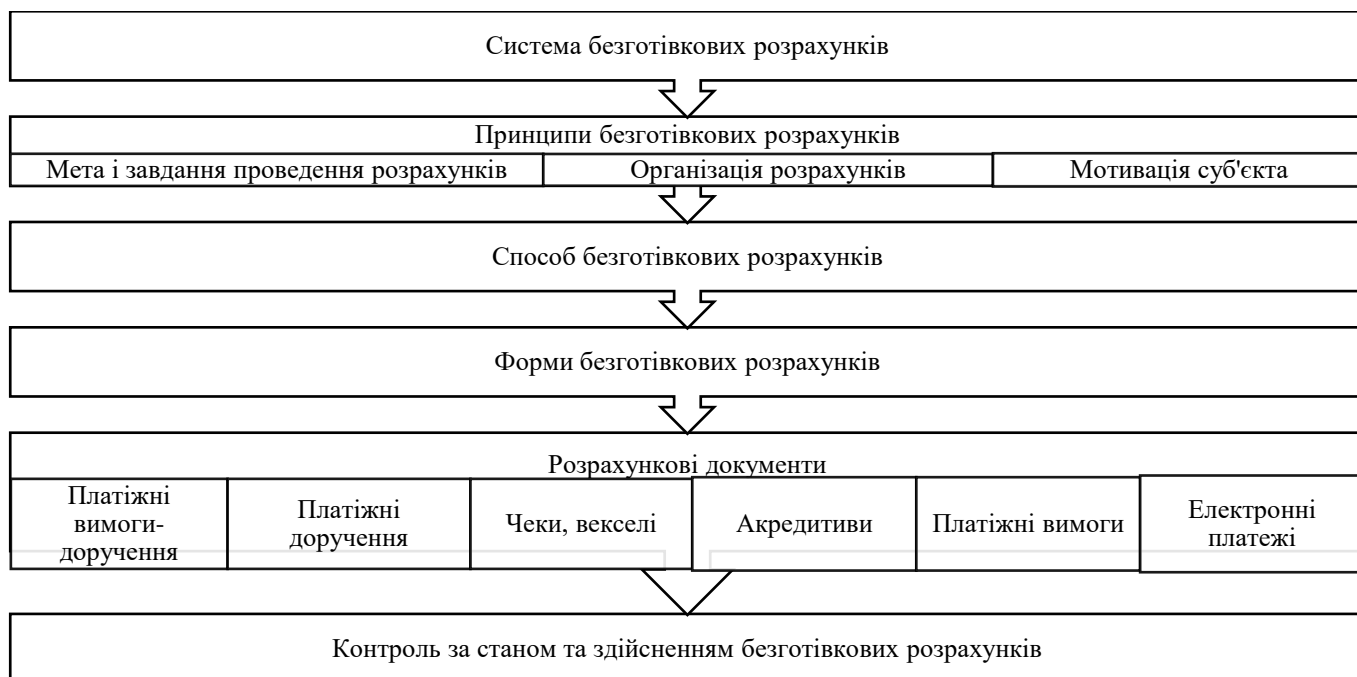 Система безготівкових розрахунків
Принципи безготівкових розрахунків
Мета і завдання проведення розрахунків
Організація розрахунків
Мотивація суб'єкта
Спосіб безготівкових розрахунків
Форми безготівкових розрахунків
Розрахункові документи
Платіжні
вимоги-
доручення
Платіжні
доручення
Чеки, векселі
Акредитиви
Платіжні вимоги
Електронні
платежі
Контроль за станом та здійсненням безготівкових розрахунків